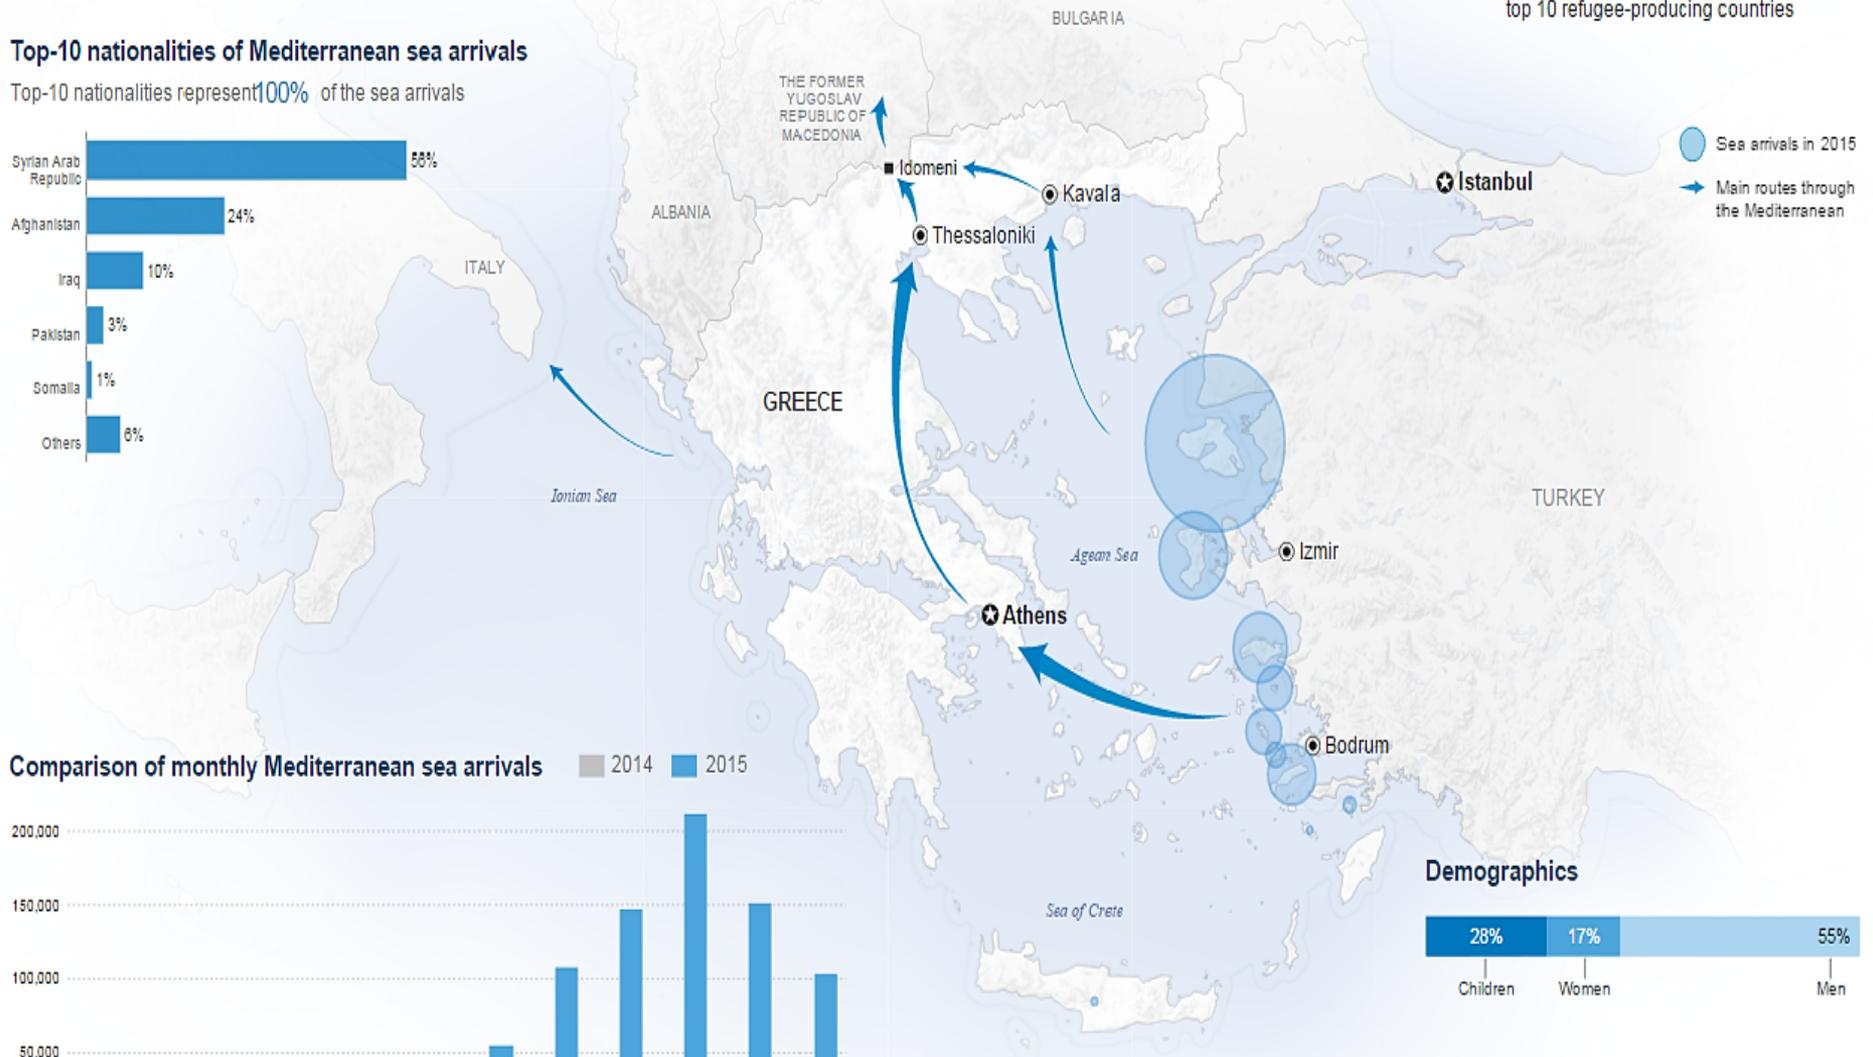 top 10 refugee-producing countries
Top-10 nationalities of Mediterranean sea arrivals
Top-10 nationalities represent 100% of the sea arrivals
Syrian Arab
Republic
56%
Afghanistan
24%
Iraq
10%
Pakistan
3%
Somalia
1%
Others
6%
BULGARIA
THE FORMER
YUGOSLAV
REPUBLIC OF
MACEDONIA
Idomeni
Kavala
Thessaloniki
ALBANIA
ITALY
GREECE
Ionian Sea
Agean Sea
Athens
Istanbul
TURKEY
Izmir
Bodrum
Sea of Crete
Sea arrivals in 2015
Main routes through
the Mediterranean
Comparison of monthly Mediterranean sea arrivals
2014
2015
200,000
150,000
100,000
50,000
Demographics
28%
17%
55%
Children
Women
Men